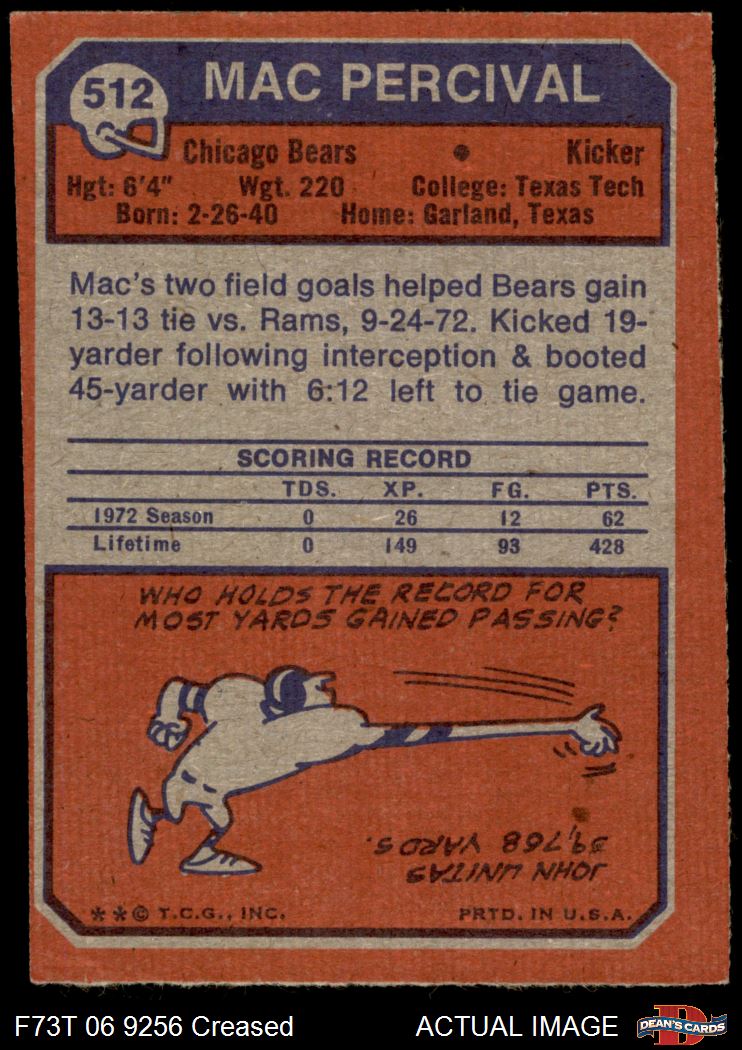 512
MAC PERCIVAL
Chicago Bears • Kicker
Hgt: 6'4" Wgt. 220 College: Texas Tech
Born: 2-26-40 Home: Garland, Texas
Mac's two field goals helped Bears gain
13-13 tie vs. Rams, 9-24-72. Kicked 19-
yarder following interception & booted
45-yarder with 6:12 left to tie game.
SCORING RECORD
TDS. XP. FG. PTS.
1972 Season 0 26 12 62
Lifetime 0 149 93 428
WHO HOLDS THE RECORD FOR
MOST YARDS GAINED PASSING?
JOHN UNITAS
39,768 YARDS.
**© T.C.G., INC. PRTD. IN U.S.A.
F73T 06 9256 Creased ACTUAL IMAGE
D
DEAN'S CARDS